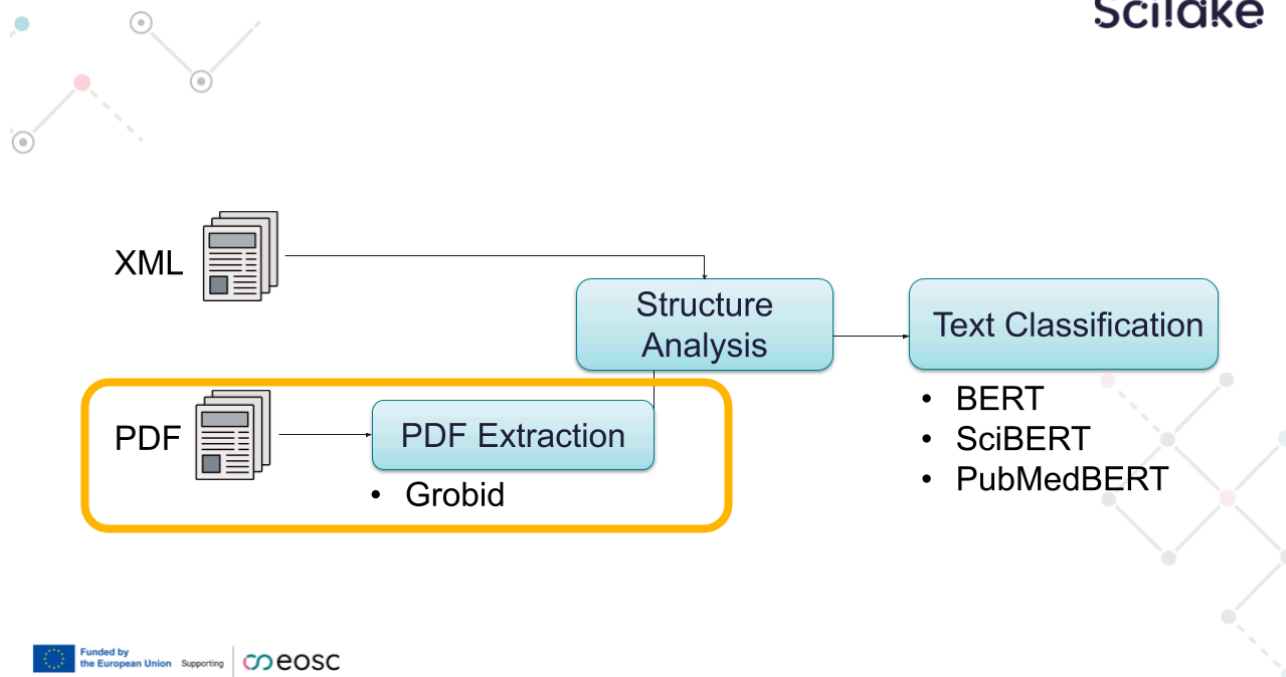 Scilake
XML
Structure
Analysis
Text Classification
PDF
PDF Extraction
• Grobid
• BERT
• SciBERT
• PubMedBERT
Funded by
the European Union
Supporting
eosc